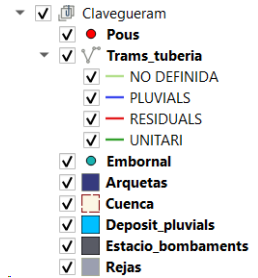 Clavegueram
Pous
Trams_tuberia
NO DEFINIDA
PLUVIALS
RESIDUALS
UNITARI
Embornal
Arquetas
Cuenca
Deposit_pluvials
Estacio_bombaments
Rejas